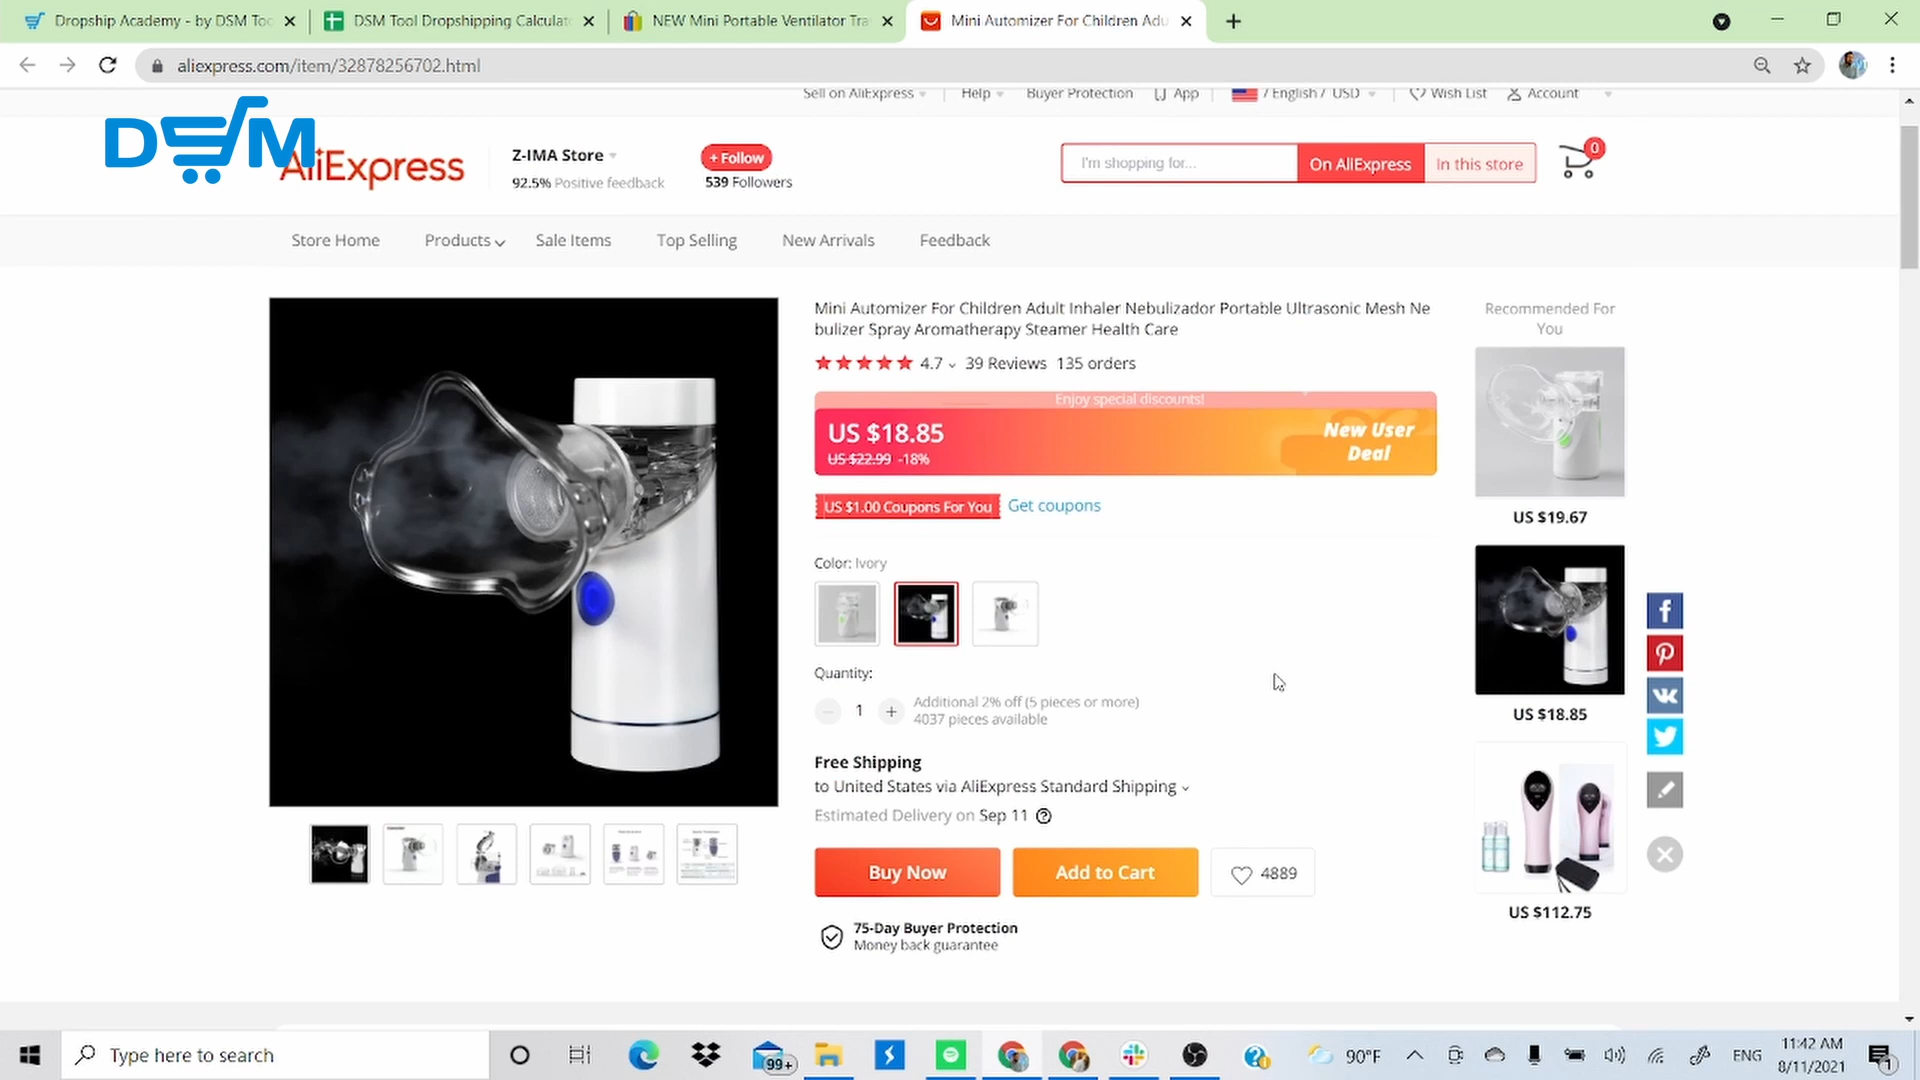 Dropship Academy - by DSM Too
DSM Tool Dropshipping Calculat
NEW Mini Portable Ventilator Tra
Mini Automizer For Children Adu
aliexpress.com/item/32878256702.html
Sell on AliExpress
Help
Buyer Protection
App
/ English / USD
Wish List
Account
DSM
AliExpress
Z-IMA Store
92.5% Positive feedback
+ Follow
539 Followers
I'm shopping for...
On AliExpress
In this store
0
Store Home
Products
Sale Items
Top Selling
New Arrivals
Feedback
Mini Automizer For Children Adult Inhaler Nebulizador Portable Ultrasonic Mesh Ne
bulizer Spray Aromatherapy Steamer Health Care
4.7 39 Reviews 135 orders
Enjoy special discounts!
US $18.85
US $22.99 -18%
New User
Deal
US $1.00 Coupons For You
Get coupons
Color: Ivory
Quantity:
1
Additional 2% off (5 pieces or more)
4037 pieces available
Free Shipping
to United States via AliExpress Standard Shipping
Estimated Delivery on Sep 11
Buy Now
Add to Cart
4889
75-Day Buyer Protection
Money back guarantee
Recommended For
You
US $19.67
US $18.85
US $112.75
Type here to search
99+
90°F
ENG
11:42 AM
8/11/2021
1